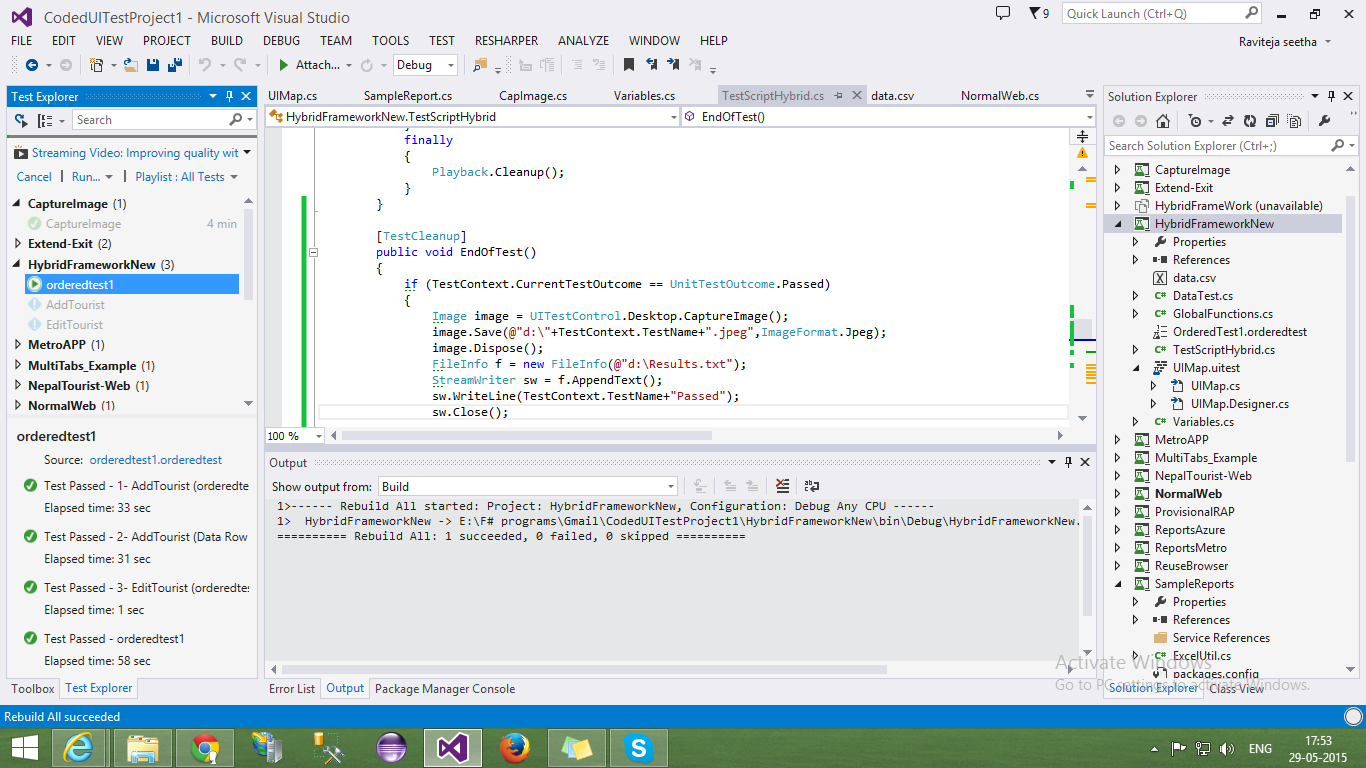 CodedUITestProject1 - Microsoft Visual Studio
9
Quick Launch (Ctrl+Q)
FILE EDIT VIEW PROJECT BUILD DEBUG TEAM TOOLS TEST RESHARPER ANALYZE WINDOW HELP
Raviteja seetha
Attach... Debug
Test Explorer
Search
Streaming Video: Improving quality wit
Cancel Run... Playlist : All Tests
CaptureImage (1)
CaptureImage 4 min
Extend-Exit (2)
HybridFrameworkNew (3)
orderedtest1
AddTourist
EditTourist
MetroAPP (1)
MultiTabs_Example (1)
NepalTourist-Web (1)
NormalWeb (1)
orderedtest1
Source: orderedtest1.orderedtest
Test Passed - 1- AddTourist (orderedte
Elapsed time: 33 sec
Test Passed - 2- AddTourist (Data Row
Elapsed time: 31 sec
Test Passed - 3- EditTourist (orderedte
Elapsed time: 1 sec
Test Passed - orderedtest1
Elapsed time: 58 sec
Toolbox Test Explorer
UIMap.cs SampleReport.cs CapImage.cs Variables.cs TestScriptHybrid.cs data.csv NormalWeb.cs
HybridFrameworkNew.TestScriptHybrid EndOfTest()
}
finally
{
Playback.Cleanup();
}
}
[TestCleanup]
public void EndOfTest()
{
if (TestContext.CurrentTestOutcome == UnitTestOutcome.Passed)
{
Image image = UITestControl.Desktop.CaptureImage();
image.Save(@"d:\"+TestContext.TestName+".jpeg",ImageFormat.Jpeg);
image.Dispose();
FileInfo f = new FileInfo(@"d:\Results.txt");
StreamWriter sw = f.AppendText();
sw.WriteLine(TestContext.TestName+"Passed");
sw.Close();
100 %
Output
Show output from: Build
1>------ Rebuild All started: Project: HybridFrameworkNew, Configuration: Debug Any CPU ------
1>  HybridFrameworkNew -> E:\F# programs\Gmail\CodedUITestProject1\HybridFrameworkNew\bin\Debug\HybridFrameworkNew.
========== Rebuild All: 1 succeeded, 0 failed, 0 skipped ==========
Error List Output Package Manager Console
Solution Explorer
Search Solution Explorer (Ctrl+;)
CaptureImage
Extend-Exit
HybridFrameWork (unavailable)
HybridFrameworkNew
Properties
References
data.csv
C# DataTest.cs
C# GlobalFunctions.cs
OrderedTest1.orderedtest
C# TestScriptHybrid.cs
UIMap.uitest
UIMap.cs
UIMap.Designer.cs
C# Variables.cs
MetroAPP
MultiTabs_Example
NepalTourist-Web
NormalWeb
ProvisionalRAP
ReportsAzure
ReportsMetro
ReuseBrowser
SampleReports
Properties
References
Service References
C# ExcelUtil.cs
packages.config
Solution Explorer Class View
Activate Windows
Go to PC settings to activate Windows.
Rebuild All succeeded
ENG
17:53
29-05-2015